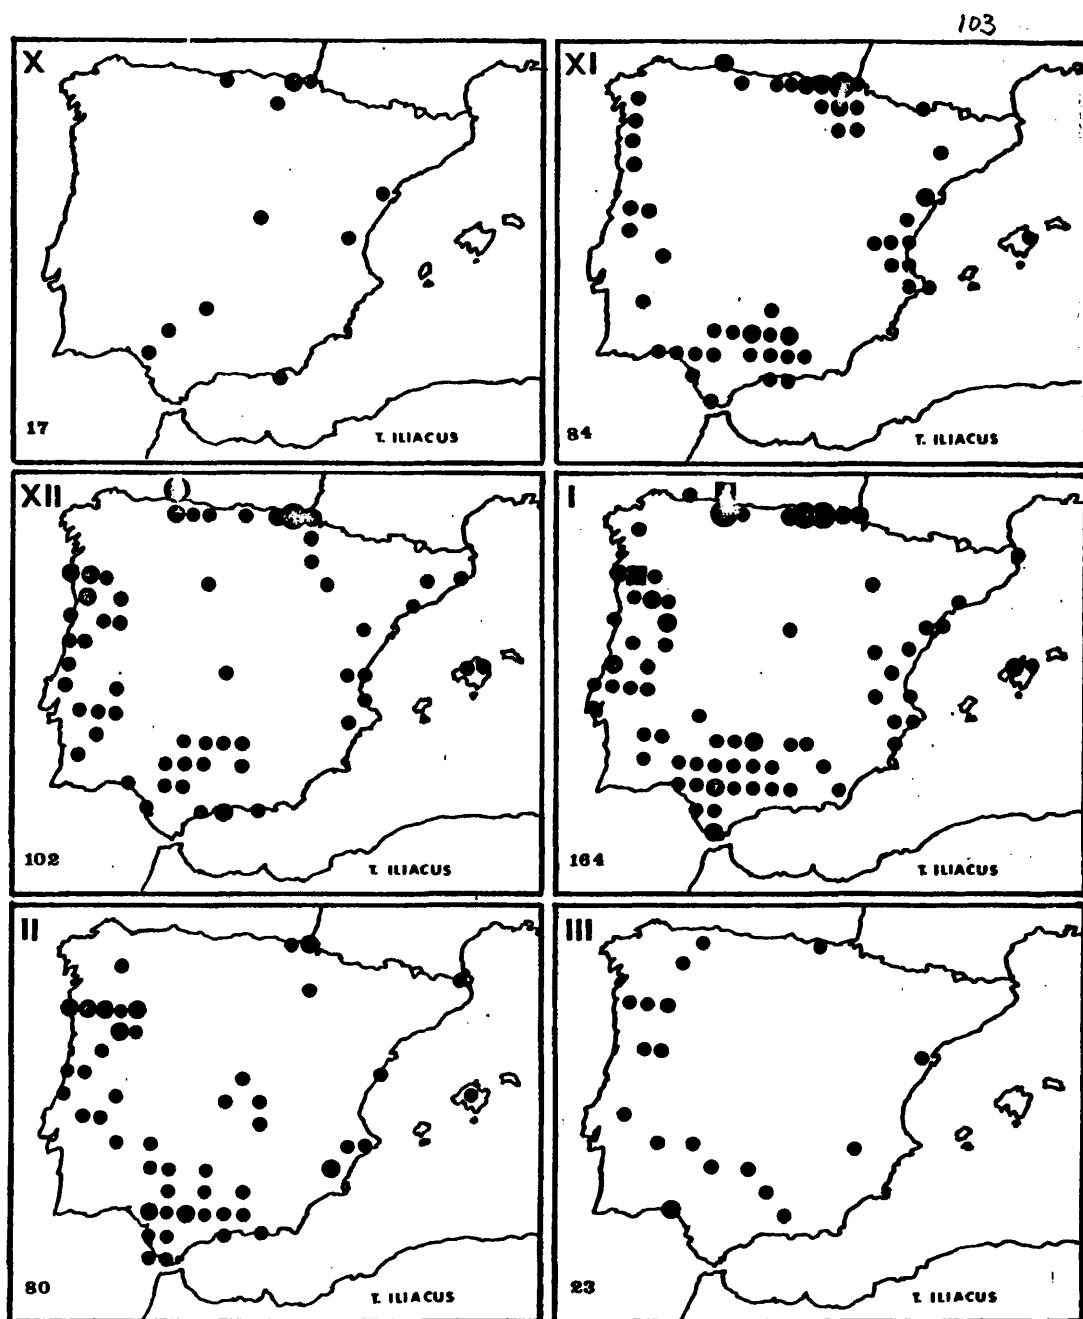 103
X
17
T. ILIACUS
XI
84
T. ILIACUS
XII
102
T. ILIACUS
I
164
T. ILIACUS
II
80
T. ILIACUS
III
23
T. ILIACUS